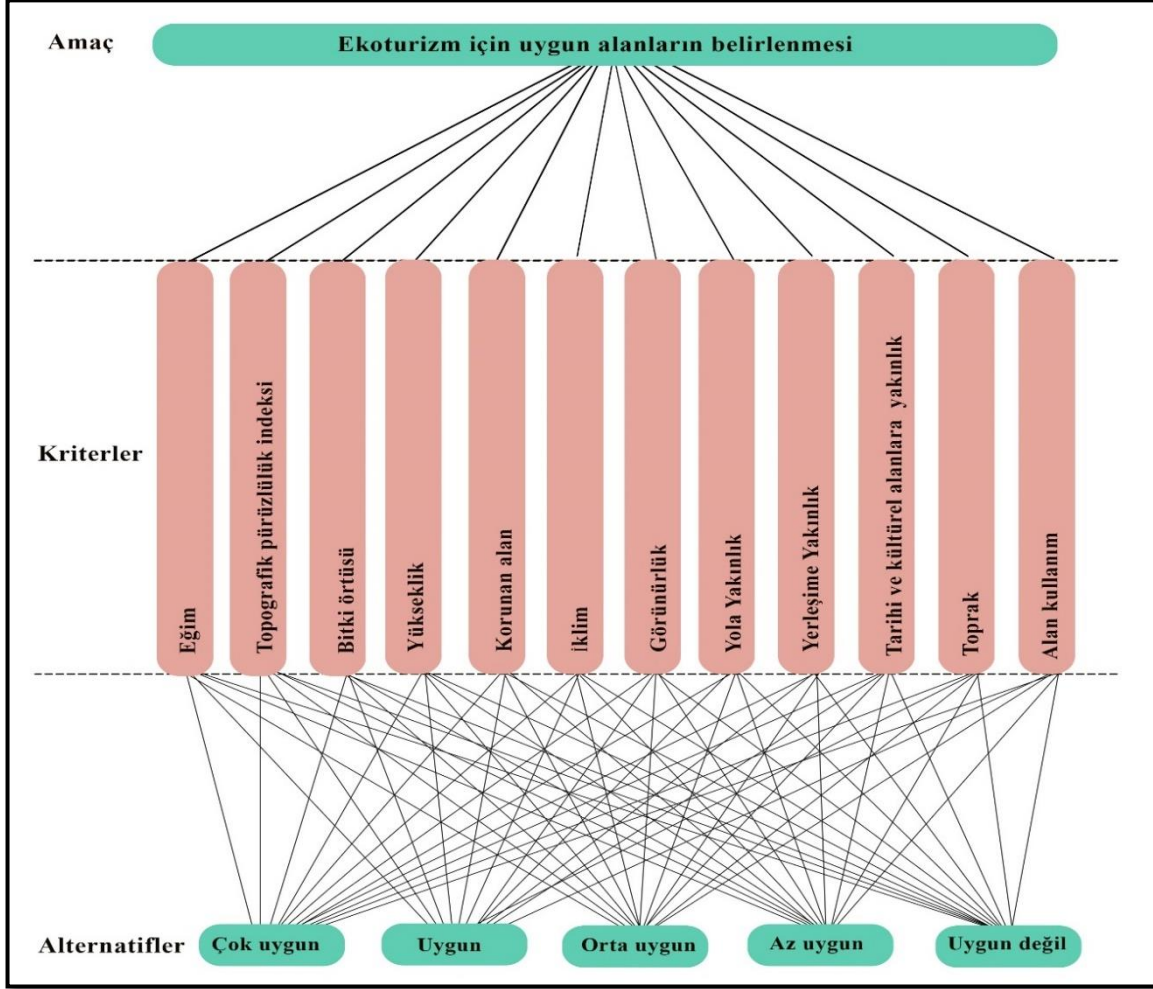 Amaç
Ekoturizm için uygun alanların belirlenmesi
Kriterler
Eğim
Topografik pürüzlülük indeksi
Bitki örtüsü
Yükseklik
Korunan alan
İklim
Görünürlük
Yola Yakınlık
Yerleşime Yakınlık
Tarihi ve kültürel alanlara yakınlık
Toprak
Alan kullanım
Alternatifler
Çok uygun
Uygun
Orta uygun
Az uygun
Uygun değil